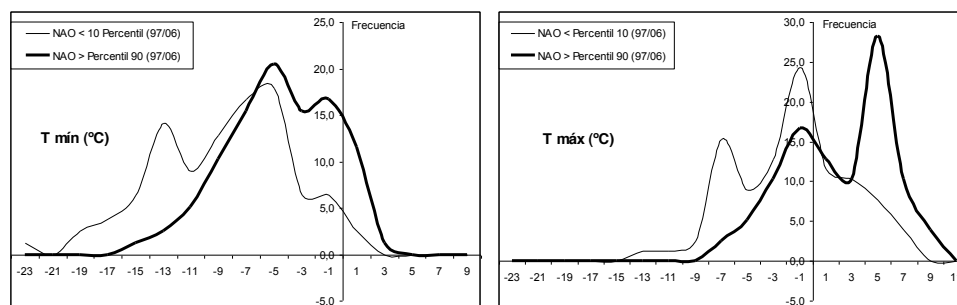 Frecuencia
NAO < 10 Percentil (97/06)
NAO > Percentil 90 (97/06)
T mín (ºC)
25,0
20,0
15,0
10,0
5,0
0,0
-5,0
-23 -21 -19 -17 -15 -13 -11 -9 -7 -5 -3 -1 1 3 5 7 9
Frecuencia
NAO < Percentil 10 (97/06)
NAO > Percentil 90 (97/06)
T máx (ºC)
30,0
25,0
20,0
15,0
10,0
5,0
0,0
-5,0
-23 -21 -19 -17 -15 -13 -11 -9 -7 -5 -3 -1 1 3 5 7 9 1